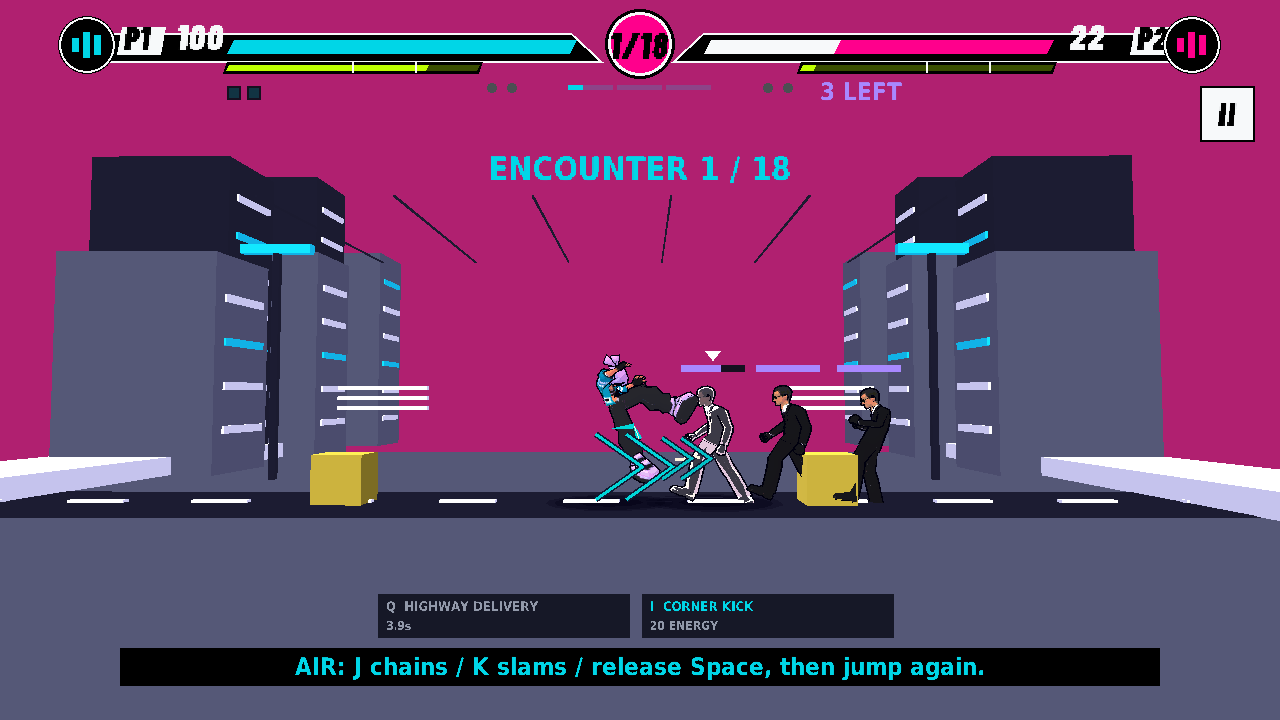 P1 100 1/18 22 P2
3 LEFT
ENCOUNTER 1 / 18
Q HIGHWAY DELIVERY
3.9s
I CORNER KICK
20 ENERGY
AIR: J chains / K slams / release Space, then jump again.